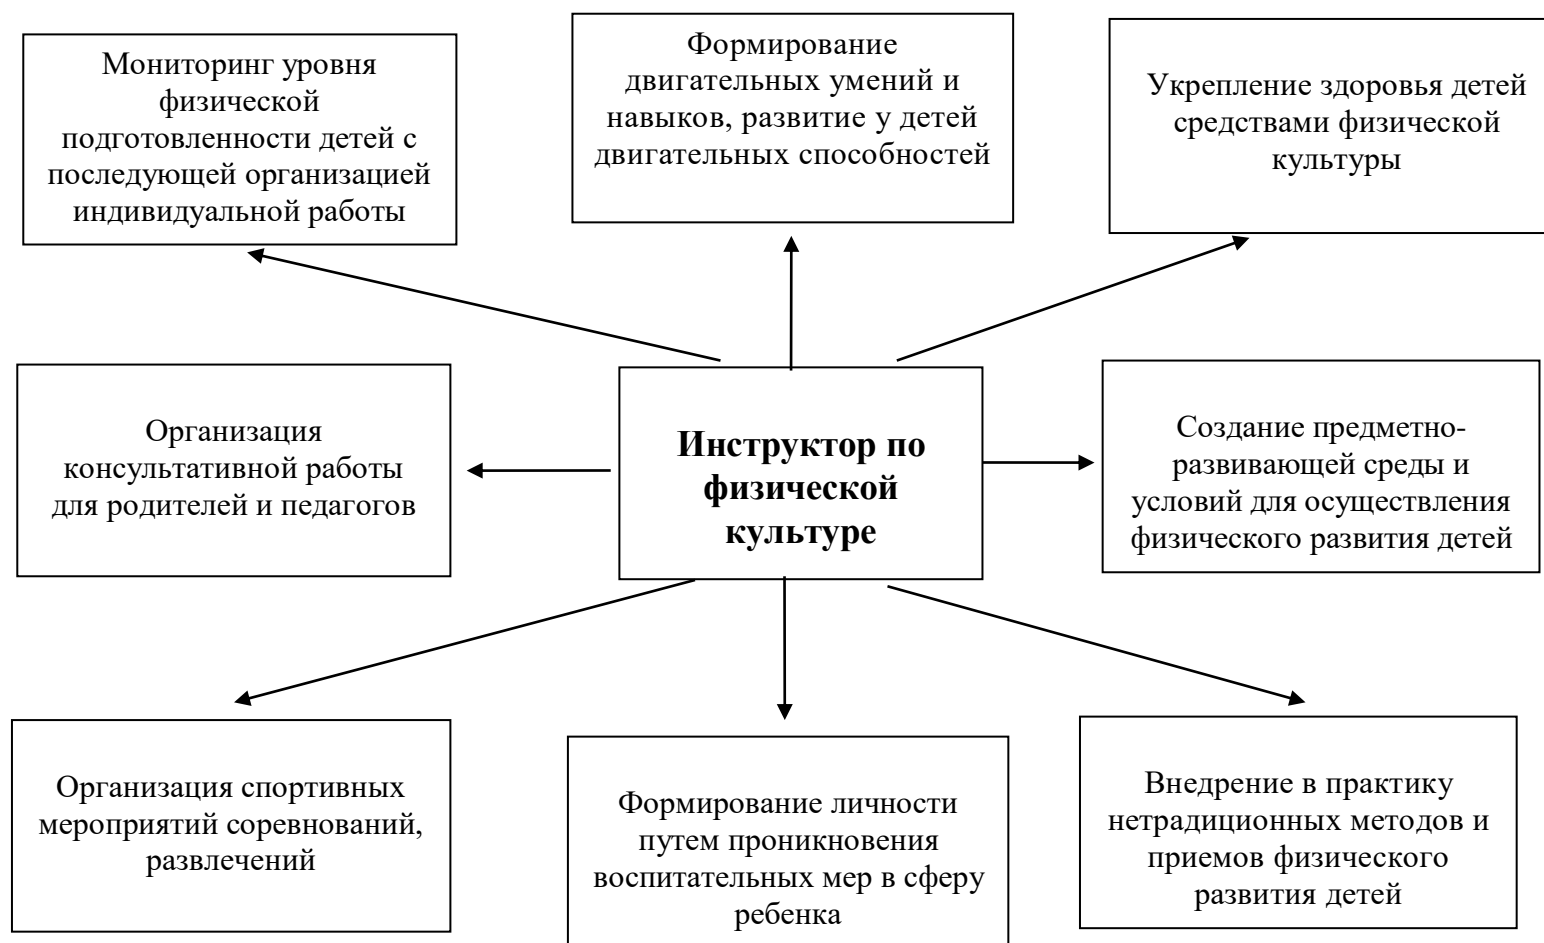 Мониторинг уровня
физической
подготовленности детей с
последующей организацией
индивидуальной работы
Формирование
двигательных умений и
навыков, развитие у детей
двигательных способностей
Укрепление здоровья детей
средствами физической
культуры
Организация
консультативной работы
для родителей и педагогов
Инструктор по
физической
культуре
Создание предметно-
развивающей среды и
условий для осуществления
физического развития детей
Организация спортивных
мероприятий соревнований,
развлечений
Формирование личности
путем проникновения
воспитательных мер в сферу
ребенка
Внедрение в практику
нетрадиционных методов и
приемов физического
развития детей